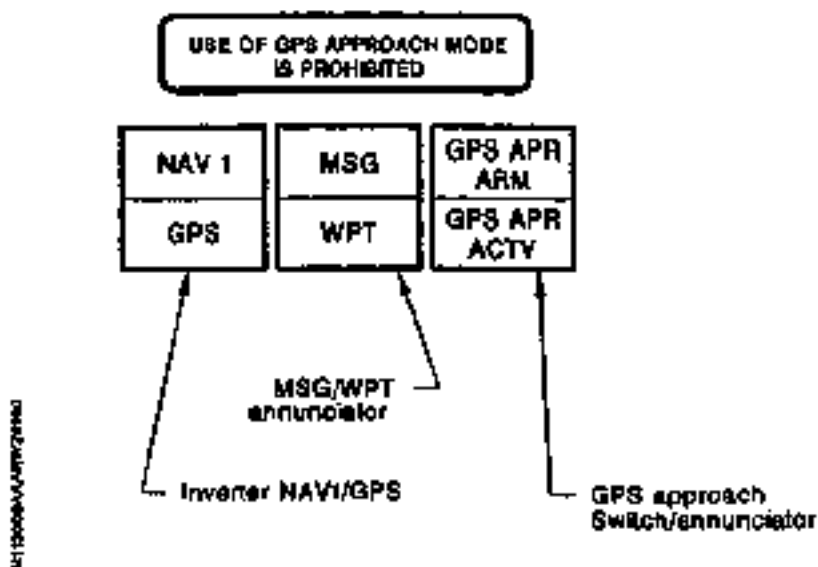 USE OF GPS APPROACH MODE
IS PROHIBITED
NAV 1
MSG
GPS APR
ARM
GPS
WPT
GPS APR
ACTV
MSG/WPT
annunciator
Inverter NAV1/GPS
GPS approach
Switch/annunciator